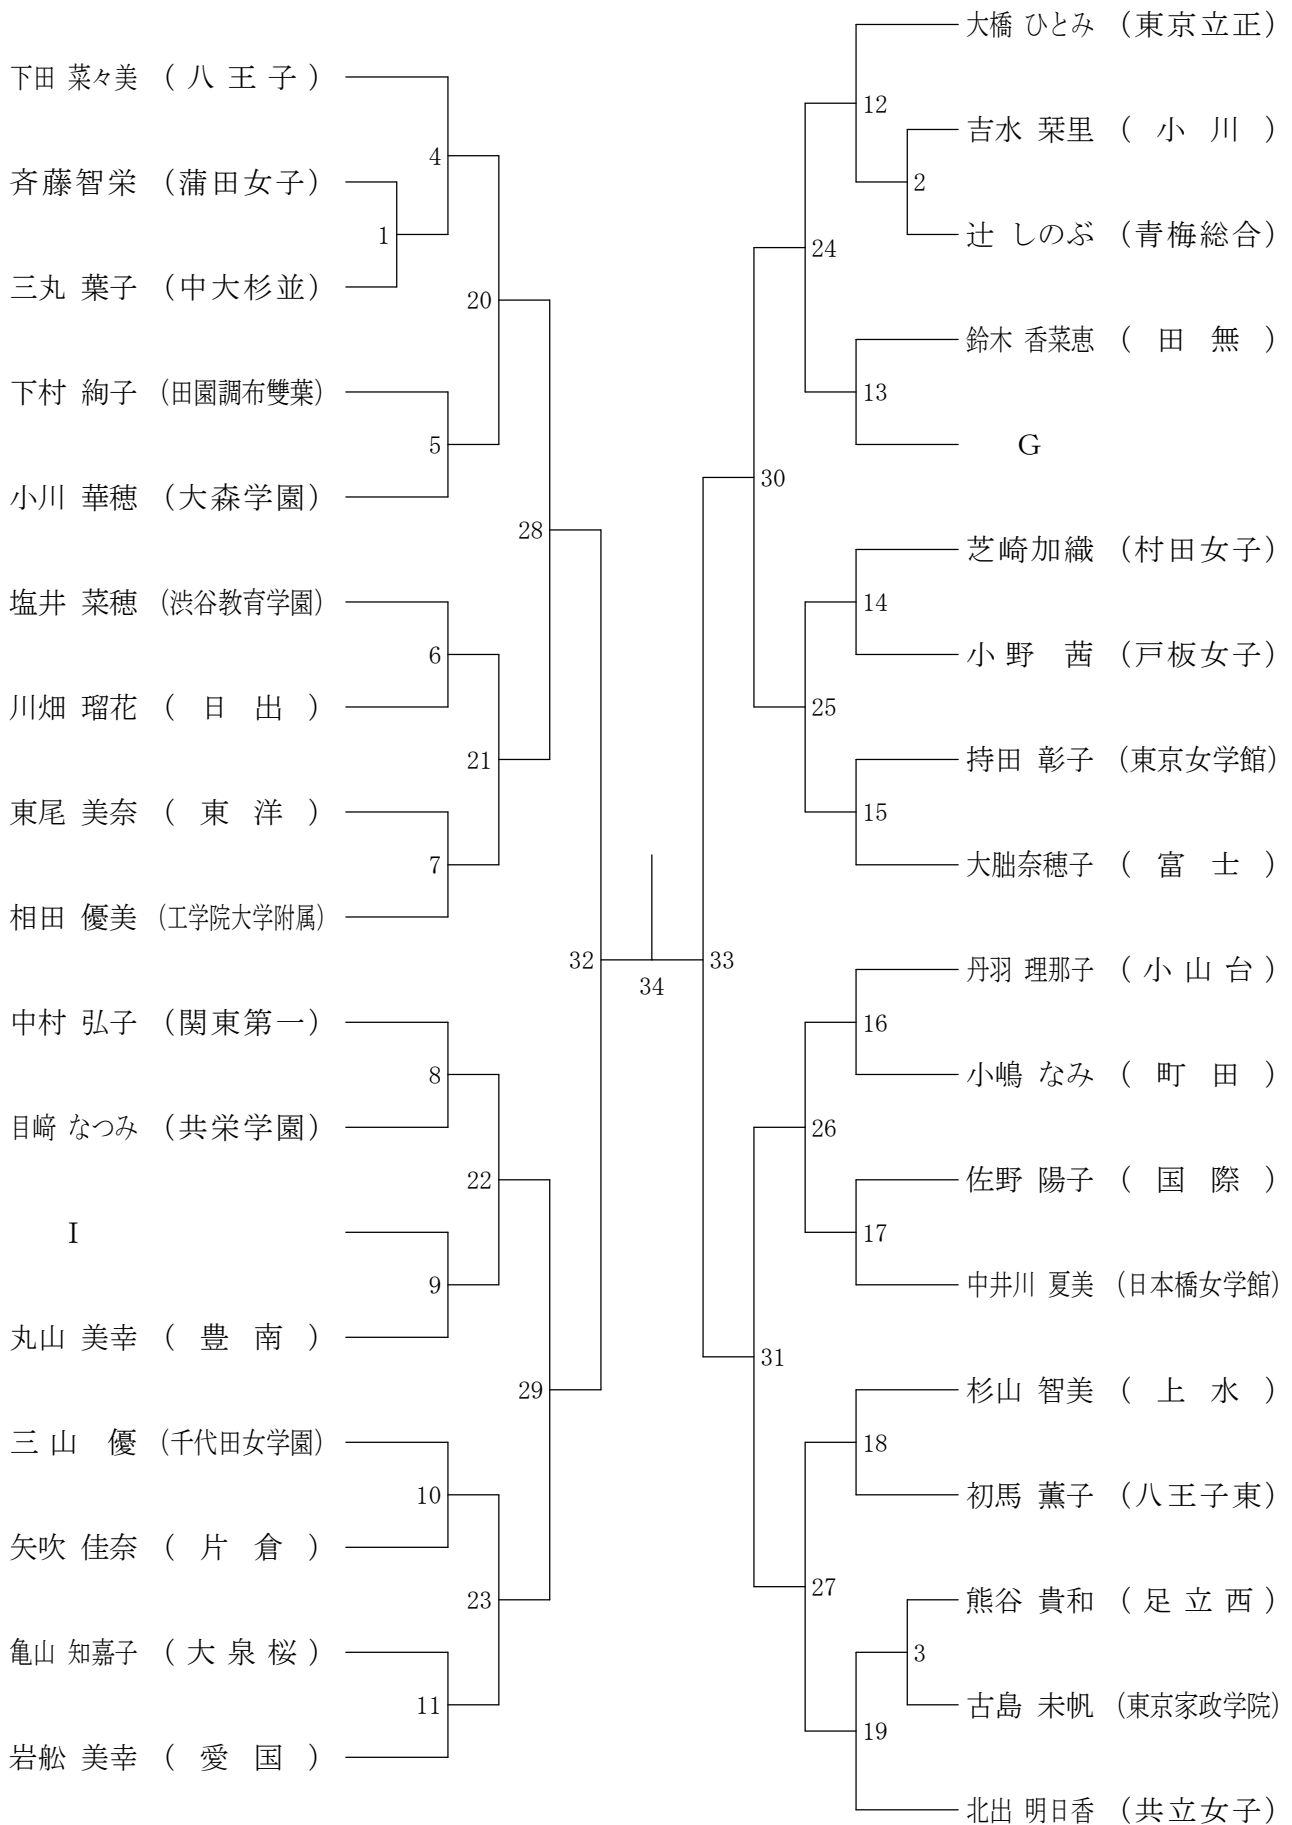 下田 菜々美 （八王子）
4
斉藤智栄 （蒲田女子）
1
三丸 葉子 （中大杉並）
20
下村 絢子 （田園調布雙葉）
5
小川 華穂 （大森学園）
28
塩井 菜穂 （渋谷教育学園）
6
川畑 瑠花 （日出）
21
東尾 美奈 （東洋）
7
相田 優美 （工学院大学附属）
32
中村 弘子 （関東第一）
8
目﨑 なつみ （共栄学園）
22
I
9
丸山 美幸 （豊南）
29
三山 優 （千代田女学園）
10
矢吹 佳奈 （片倉）
23
亀山 知嘉子 （大泉桜）
11
岩舩 美幸 （愛国）
34
大橋 ひとみ （東京立正）
12
吉水 栞里 （小川）
2
辻 しのぶ （青梅総合）
24
鈴木 香菜恵 （田無）
13
G
30
芝崎加織 （村田女子）
14
小野 茜 （戸板女子）
25
持田 彰子 （東京女学館）
15
大朏奈穂子 （富士）
33
丹羽 理那子 （小山台）
16
小嶋 なみ （町田）
26
佐野 陽子 （国際）
17
中井川 夏美 （日本橋女学館）
31
杉山 智美 （上水）
18
初馬 薫子 （八王子東）
27
熊谷 貴和 （足立西）
3
古島 未帆 （東京家政学院）
19
北出 明日香 （共立女子）